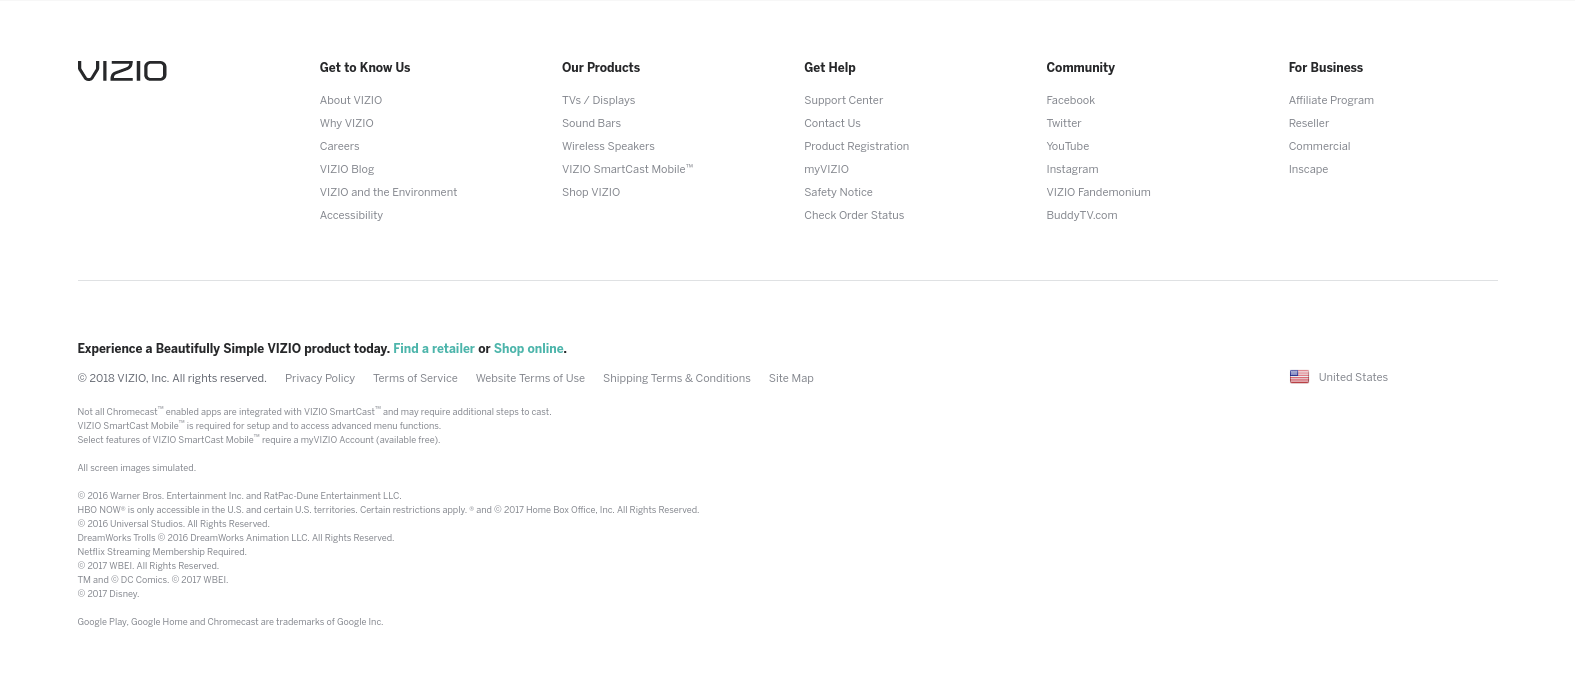 VIZIO
Get to Know Us
About VIZIO
Why VIZIO
Careers
VIZIO Blog
VIZIO and the Environment
Accessibility
Our Products
TVs / Displays
Sound Bars
Wireless Speakers
VIZIO SmartCast Mobile™
Shop VIZIO
Get Help
Support Center
Contact Us
Product Registration
myVIZIO
Safety Notice
Check Order Status
Community
Facebook
Twitter
YouTube
Instagram
VIZIO Fandemonium
BuddyTV.com
For Business
Affiliate Program
Reseller
Commercial
Inscape
Experience a Beautifully Simple VIZIO product today. Find a retailer or Shop online.
© 2018 VIZIO, Inc. All rights reserved. Privacy Policy Terms of Service Website Terms of Use Shipping Terms & Conditions Site Map
United States
Not all Chromecast™ enabled apps are integrated with VIZIO SmartCast™ and may require additional steps to cast.
VIZIO SmartCast Mobile™ is required for setup and to access advanced menu functions.
Select features of VIZIO SmartCast Mobile™ require a myVIZIO Account (available free).
All screen images simulated.
© 2016 Warner Bros. Entertainment Inc. and RatPac-Dune Entertainment LLC.
HBO NOW® is only accessible in the U.S. and certain U.S. territories. Certain restrictions apply. ® and © 2017 Home Box Office, Inc. All Rights Reserved.
© 2016 Universal Studios. All Rights Reserved.
DreamWorks Trolls © 2016 DreamWorks Animation LLC. All Rights Reserved.
Netflix Streaming Membership Required.
© 2017 WBEI. All Rights Reserved.
TM and © DC Comics. © 2017 WBEI.
© 2017 Disney.
Google Play, Google Home and Chromecast are trademarks of Google Inc.